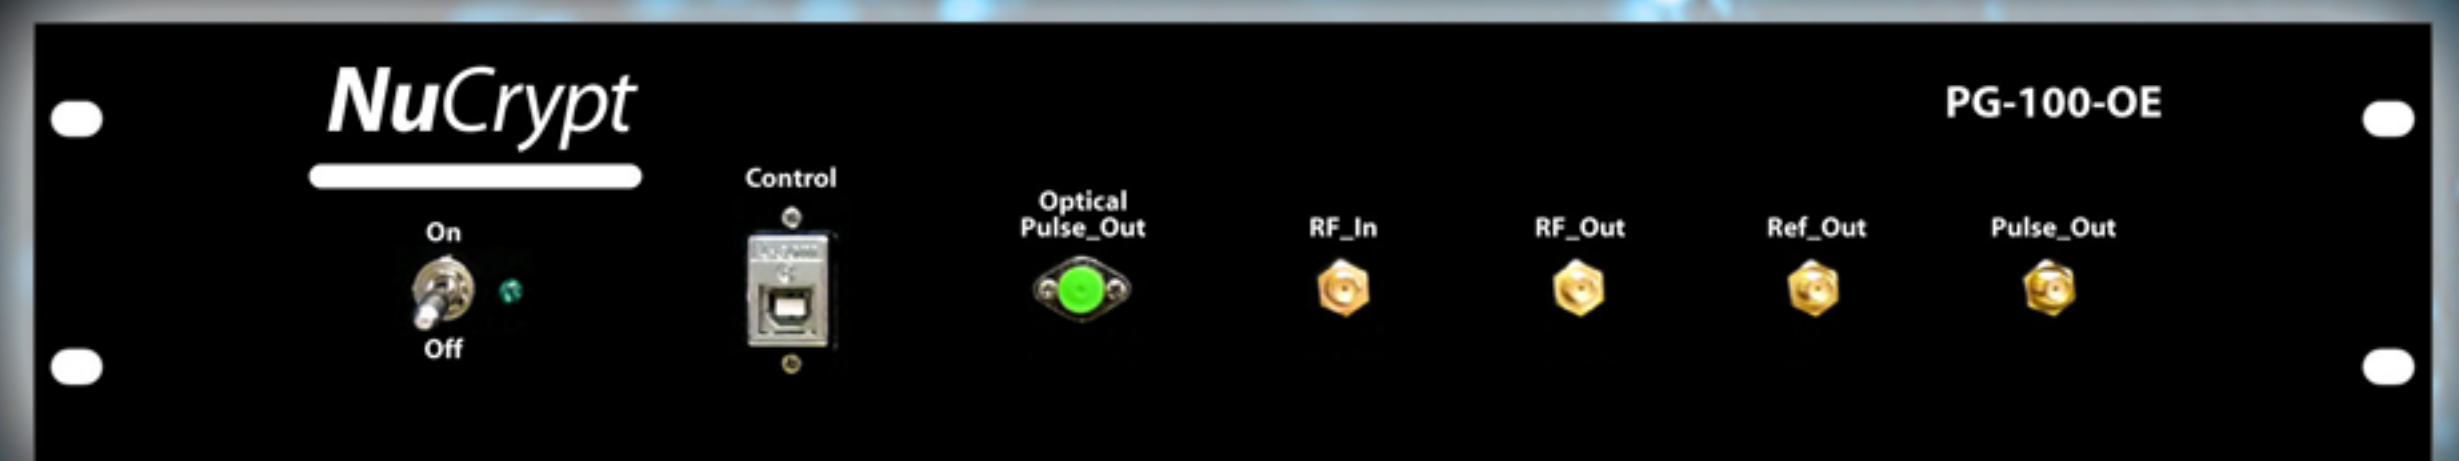 NuCrypt
PG-100-OE
Control
Optical
Pulse_Out
RF_In
RF_Out
Ref_Out
Pulse_Out
On
Off